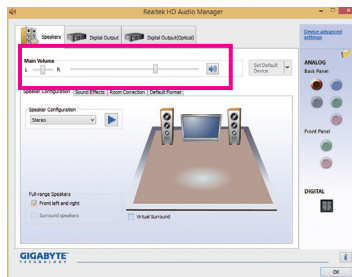 Realtek HD Audio Manager
Speakers
Digital Output
Digital Output(Optical)
Device advanced
settings
Main Volume
L
R
Set Default
Device
ANALOG
Back Panel
Speaker Configuration
Sound Effects
Room Correction
Default Format
Speaker Configuration
Stereo
Front Panel
Full-range Speakers
Front left and right
Surround speakers
Virtual Surround
DIGITAL
GIGABYTE
TECHNOLOGY
OK